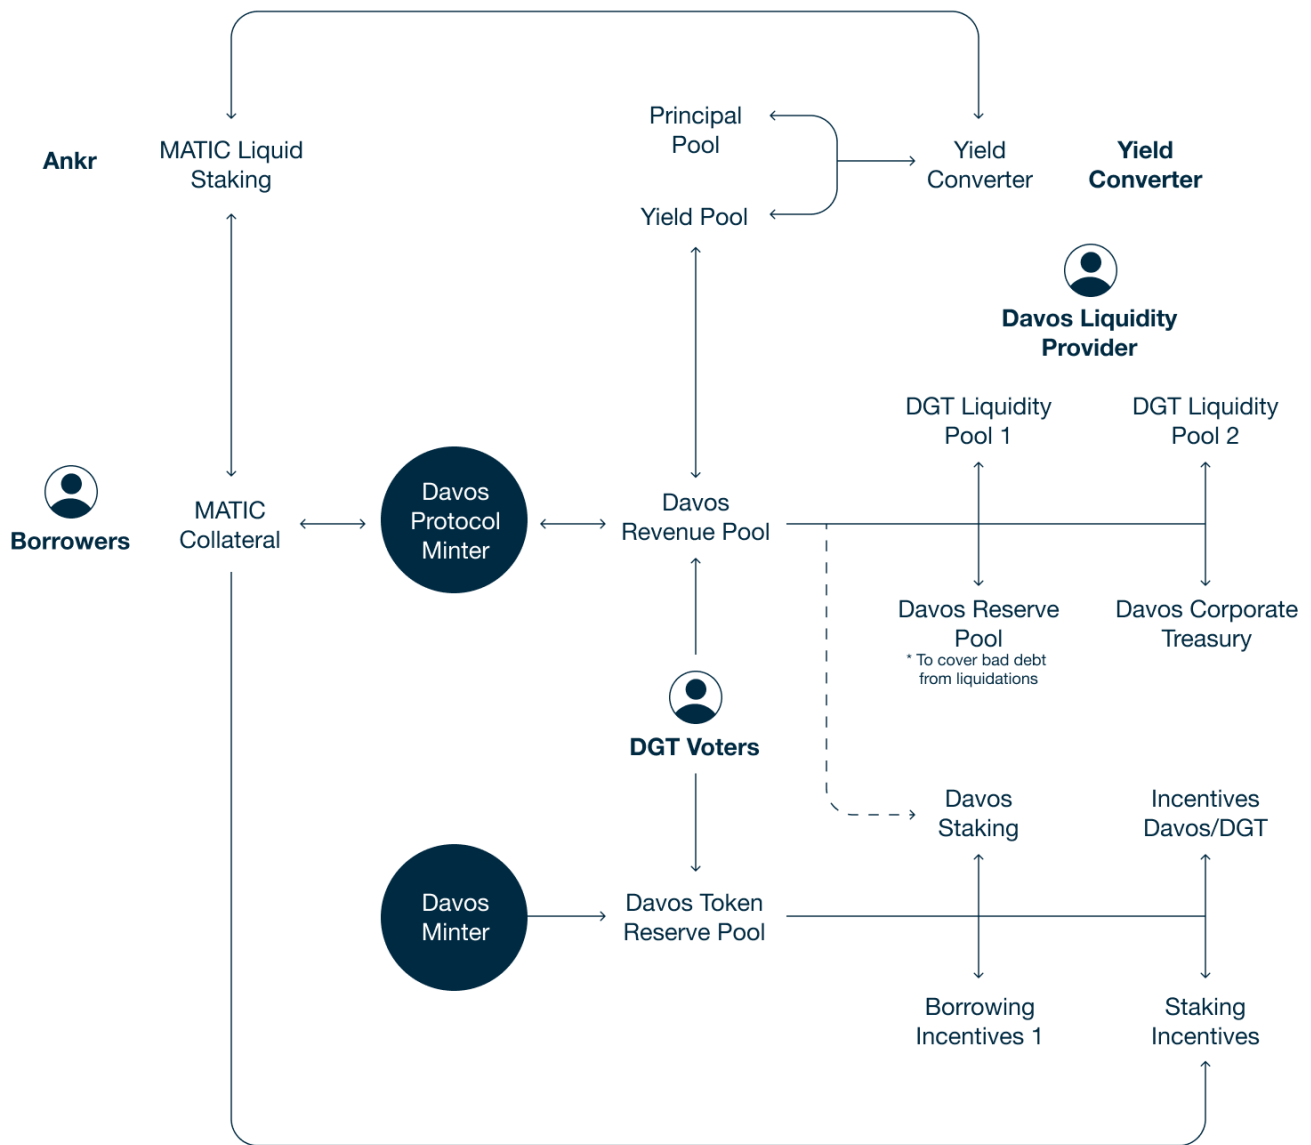 Ankr
MATIC Liquid
Staking
Principal
Pool
Yield Pool
Yield
Converter
Yield
Converter
Davos Liquidity
Provider
DGT Liquidity
Pool 1
DGT Liquidity
Pool 2
Borrowers
MATIC
Collateral
Davos
Protocol
Minter
Davos
Revenue Pool
Davos Reserve
Pool
* To cover bad debt
from liquidations
Davos Corporate
Treasury
DGT Voters
Davos
Staking
Incentives
Davos/DGT
Davos
Minter
Davos Token
Reserve Pool
Borrowing
Incentives 1
Staking
Incentives